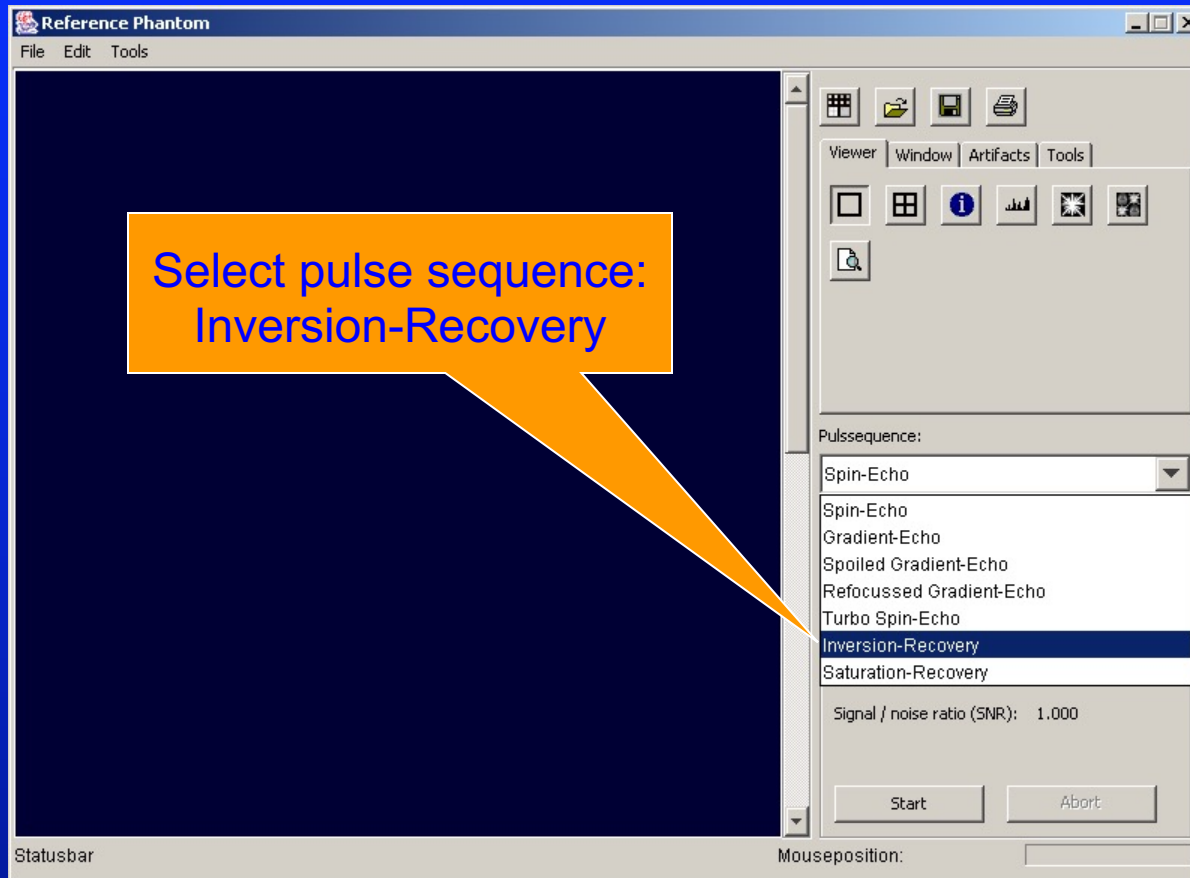 Reference Phantom
File Edit Tools
Viewer Window Artifacts Tools
Select pulse sequence:
Inversion-Recovery
Pulssequence:
Spin-Echo
Spin-Echo
Gradient-Echo
Spoiled Gradient-Echo
Refocussed Gradient-Echo
Turbo Spin-Echo
Inversion-Recovery
Saturation-Recovery
Signal / noise ratio (SNR): 1.000
Start Abort
Statusbar Mouseposition: